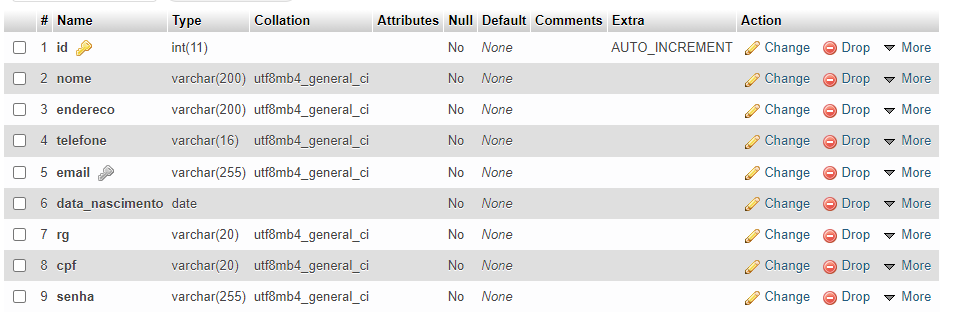 # Name Type Collation Attributes Null Default Comments Extra Action
1 id int(11) No None AUTO_INCREMENT Change Drop More
2 nome varchar(200) utf8mb4_general_ci No None Change Drop More
3 endereco varchar(200) utf8mb4_general_ci No None Change Drop More
4 telefone varchar(16) utf8mb4_general_ci No None Change Drop More
5 email varchar(255) utf8mb4_general_ci No None Change Drop More
6 data_nascimento date No None Change Drop More
7 rg varchar(20) utf8mb4_general_ci No None Change Drop More
8 cpf varchar(20) utf8mb4_general_ci No None Change Drop More
9 senha varchar(255) utf8mb4_general_ci No None Change Drop More